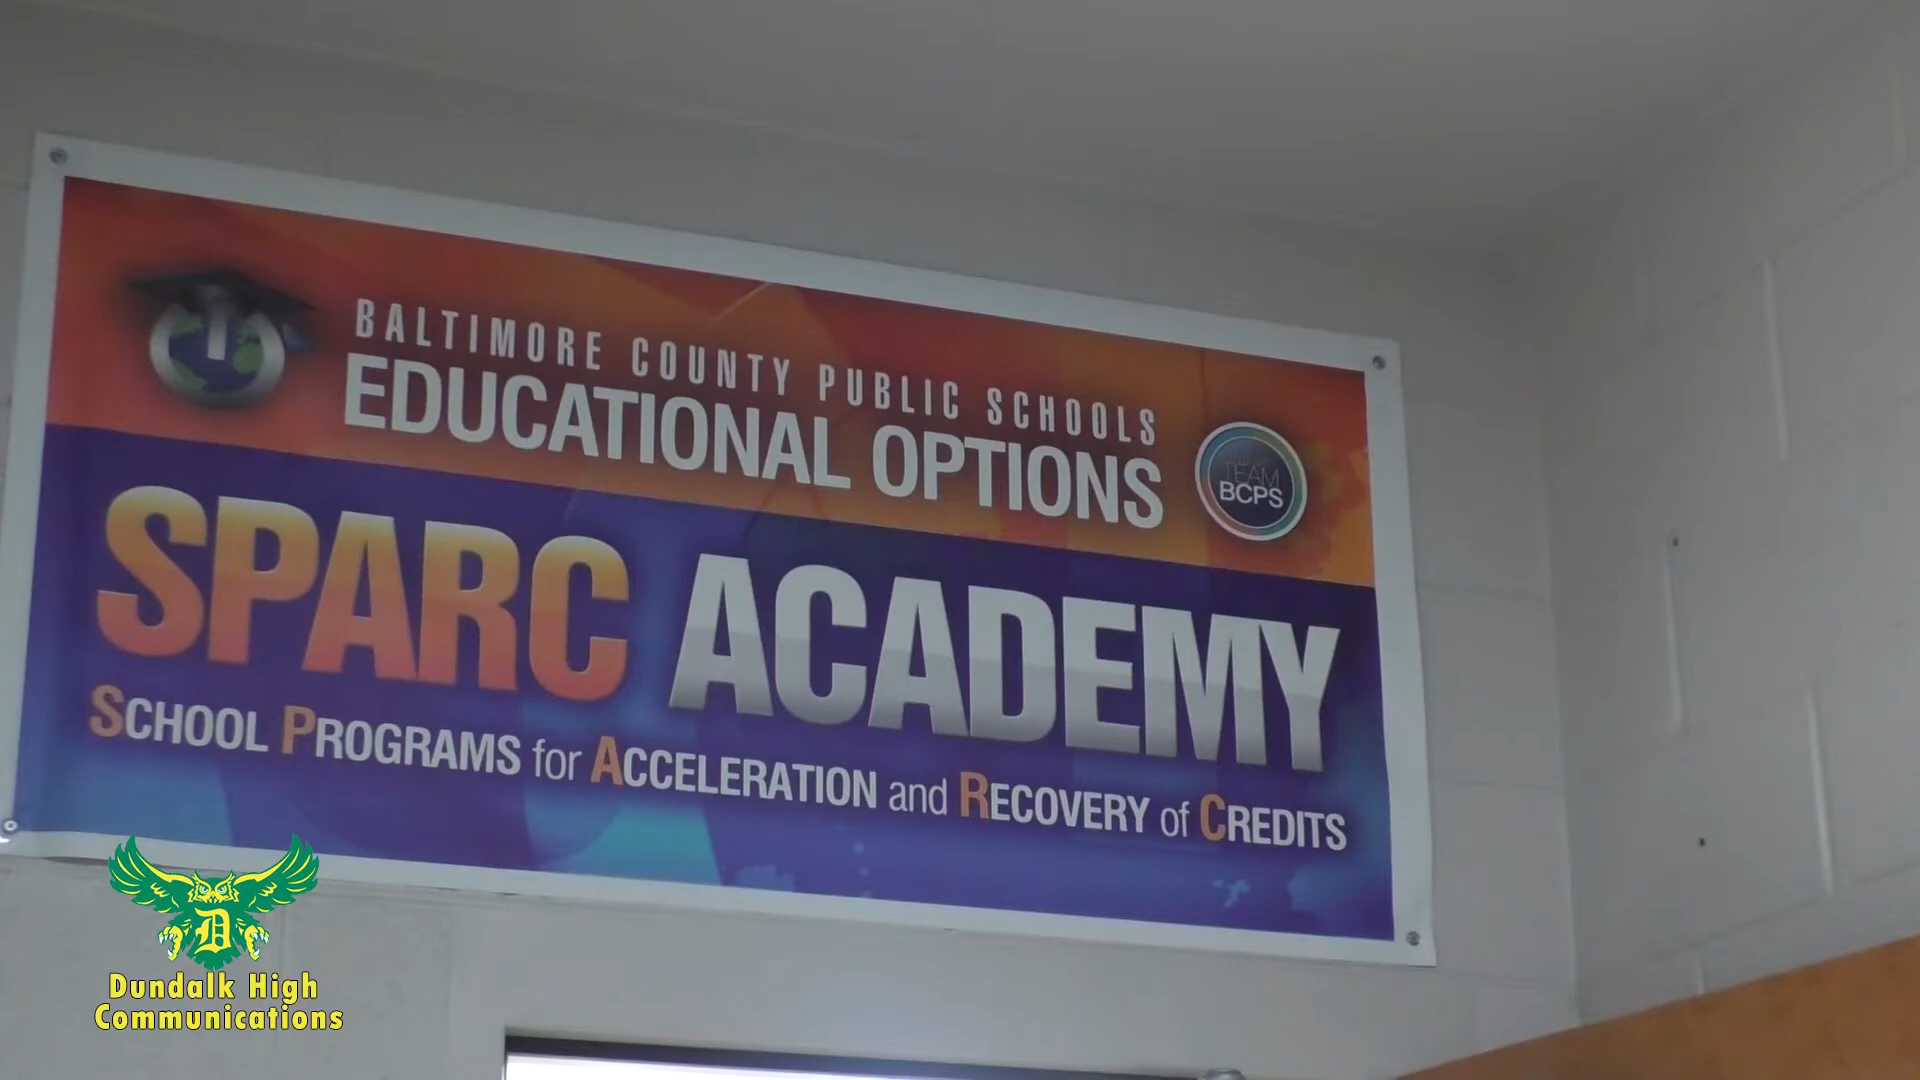 BALTIMORE COUNTY PUBLIC SCHOOLS
EDUCATIONAL OPTIONS
TEAM
BCPS
SPARC ACADEMY
SCHOOL PROGRAMS for ACCELERATION and RECOVERY of CREDITS
D
Dundalk High
Communications